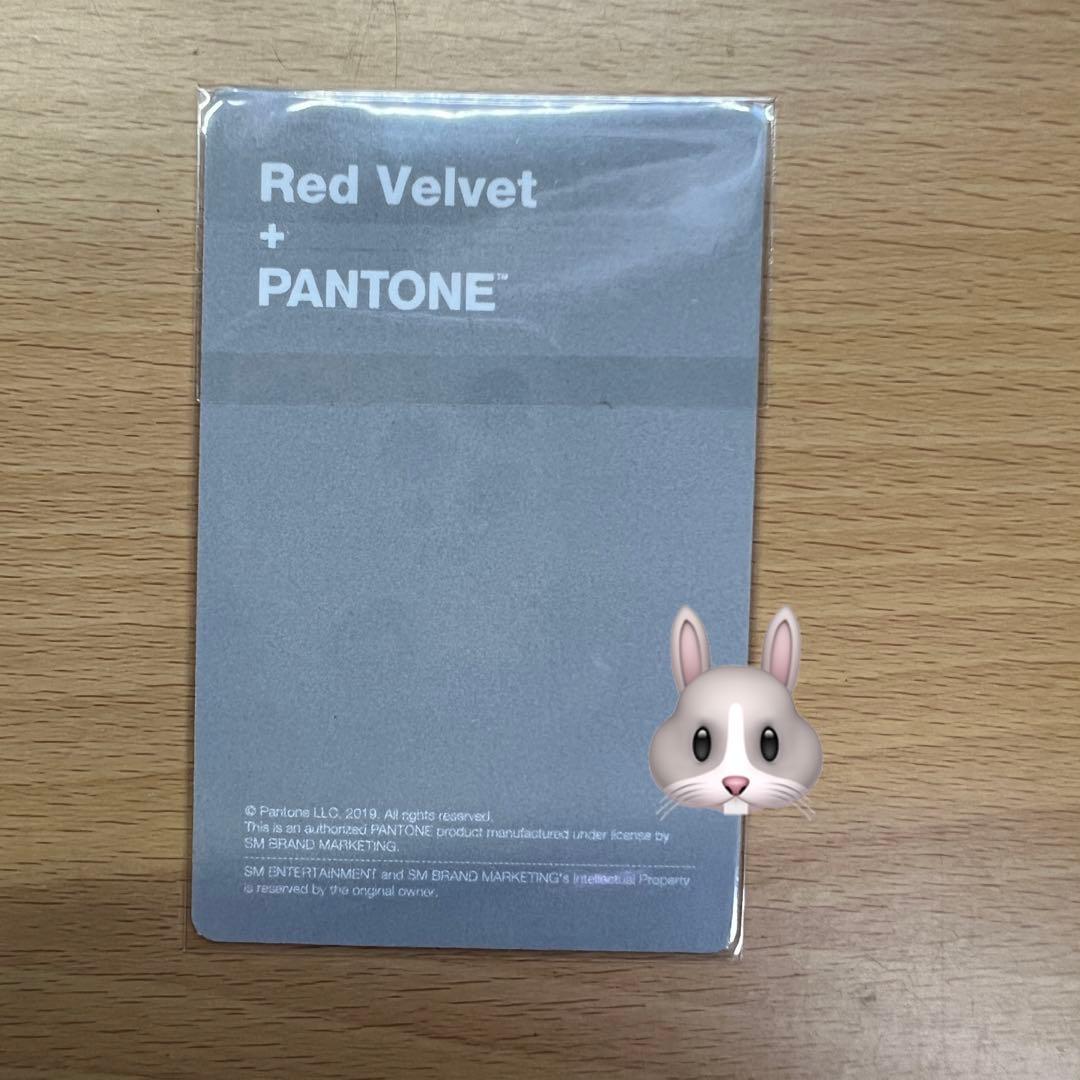 Red Velvet
+
PANTONE™
© Pantone LLC, 2019. All rights reserved.
This is an authorized PANTONE product manufactured under license by
SM BRAND MARKETING.
SM ENTERTAINMENT and SM BRAND MARKETING's Intellectual Property
is reserved by the original owner.